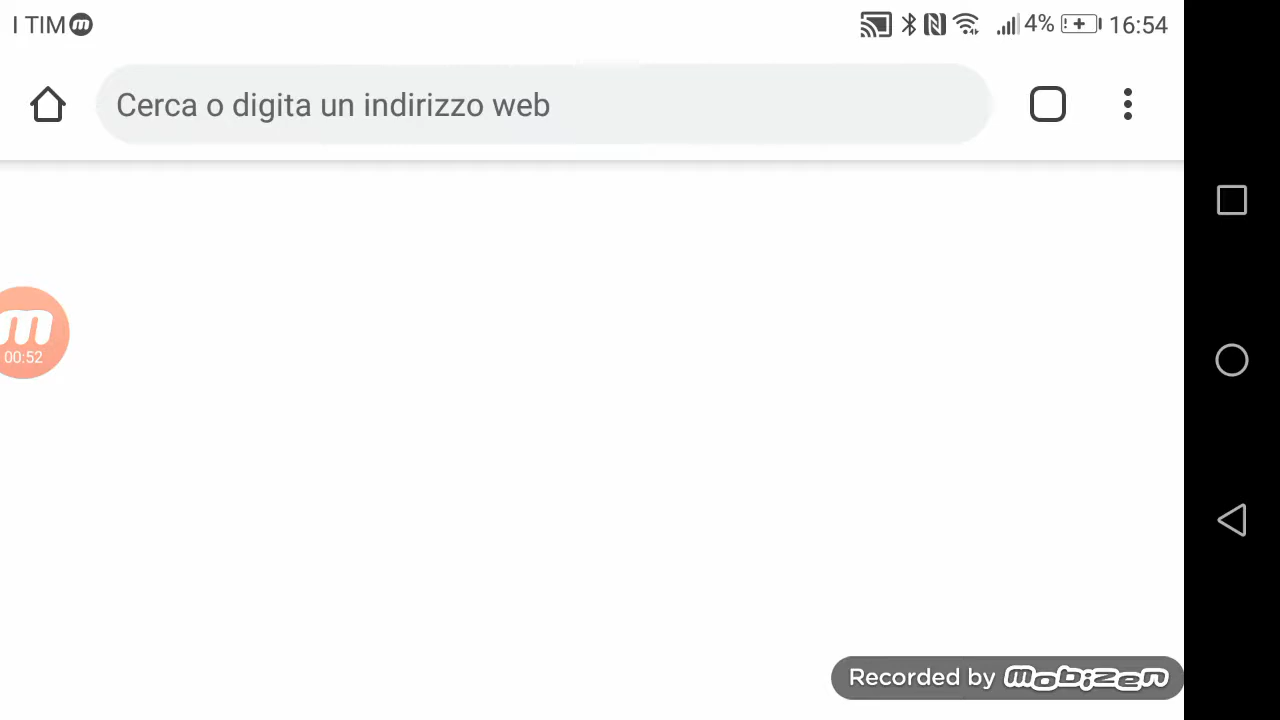 I TIM
4% 16:54
Cerca o digita un indirizzo web
m
00:52
Recorded by mobizen